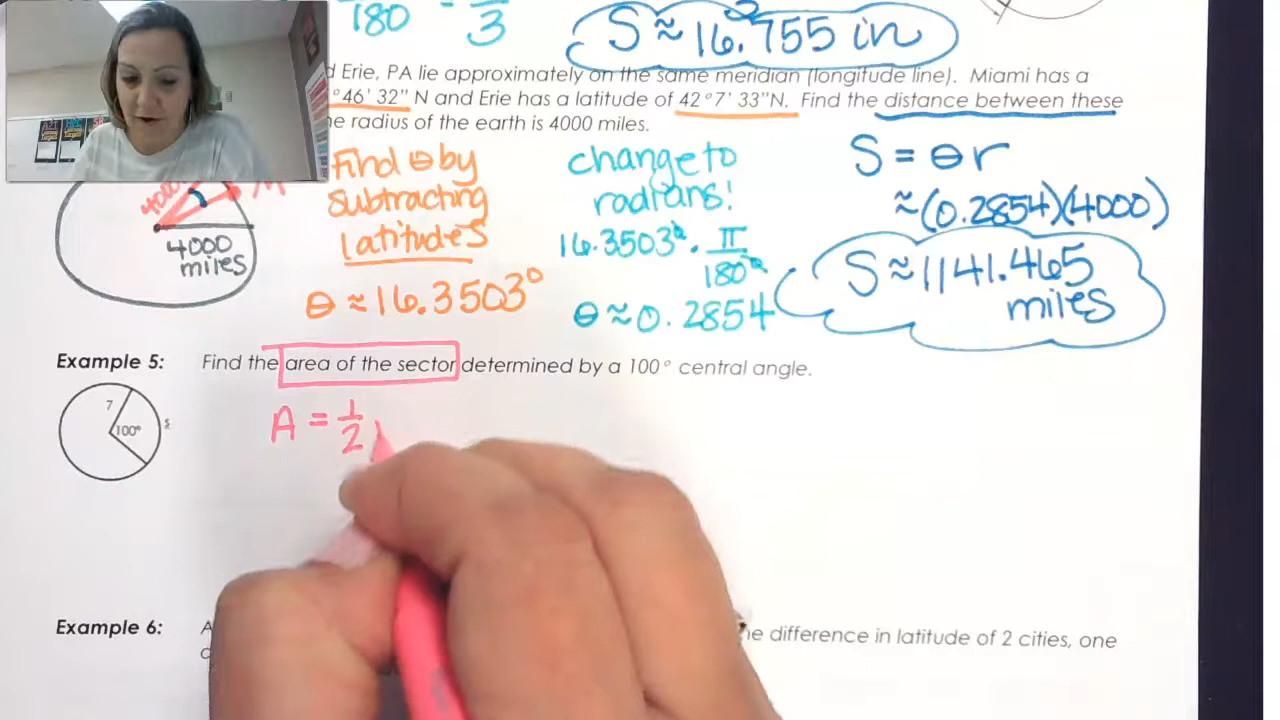 180 = 3
S ≈ 16.755 in
d Erie, PA lie approximately on the same meridian (longitude line). Miami has a
°46' 32" N and Erie has a latitude of 42°7' 33"N. Find the distance between these
e radius of the earth is 4000 miles.
4000
4000
miles
Find θ by
subtracting
latitudes
θ ≈ 16.3503°
change to
radians!
16.3503° · π
180°
θ ≈ 0.2854
S = θr
≈ (0.2854)(4000)
S ≈ 1141.465
miles
Example 5: Find the area of the sector determined by a 100° central angle.
7
100°
s
A = 1/2
Example 6: A
he difference in latitude of 2 cities, one